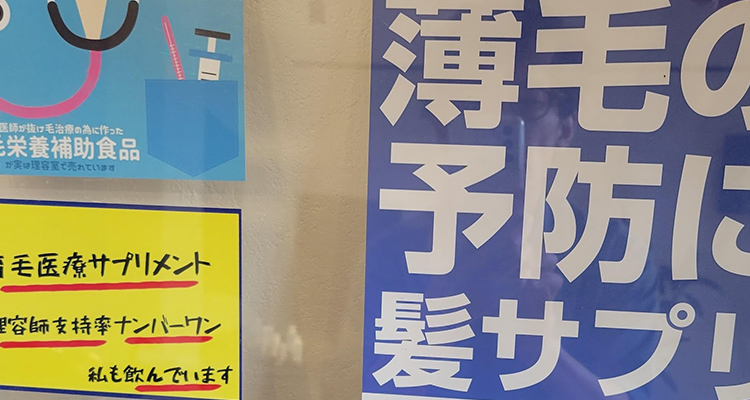 医師が抜け毛治療の為に作った
毛栄養補助食品
が実は理容室で売れています
育毛医療サプリメント
理容師支持率ナンバーワン
私も飲んでいます
薄毛の
予防に
髪サプリ